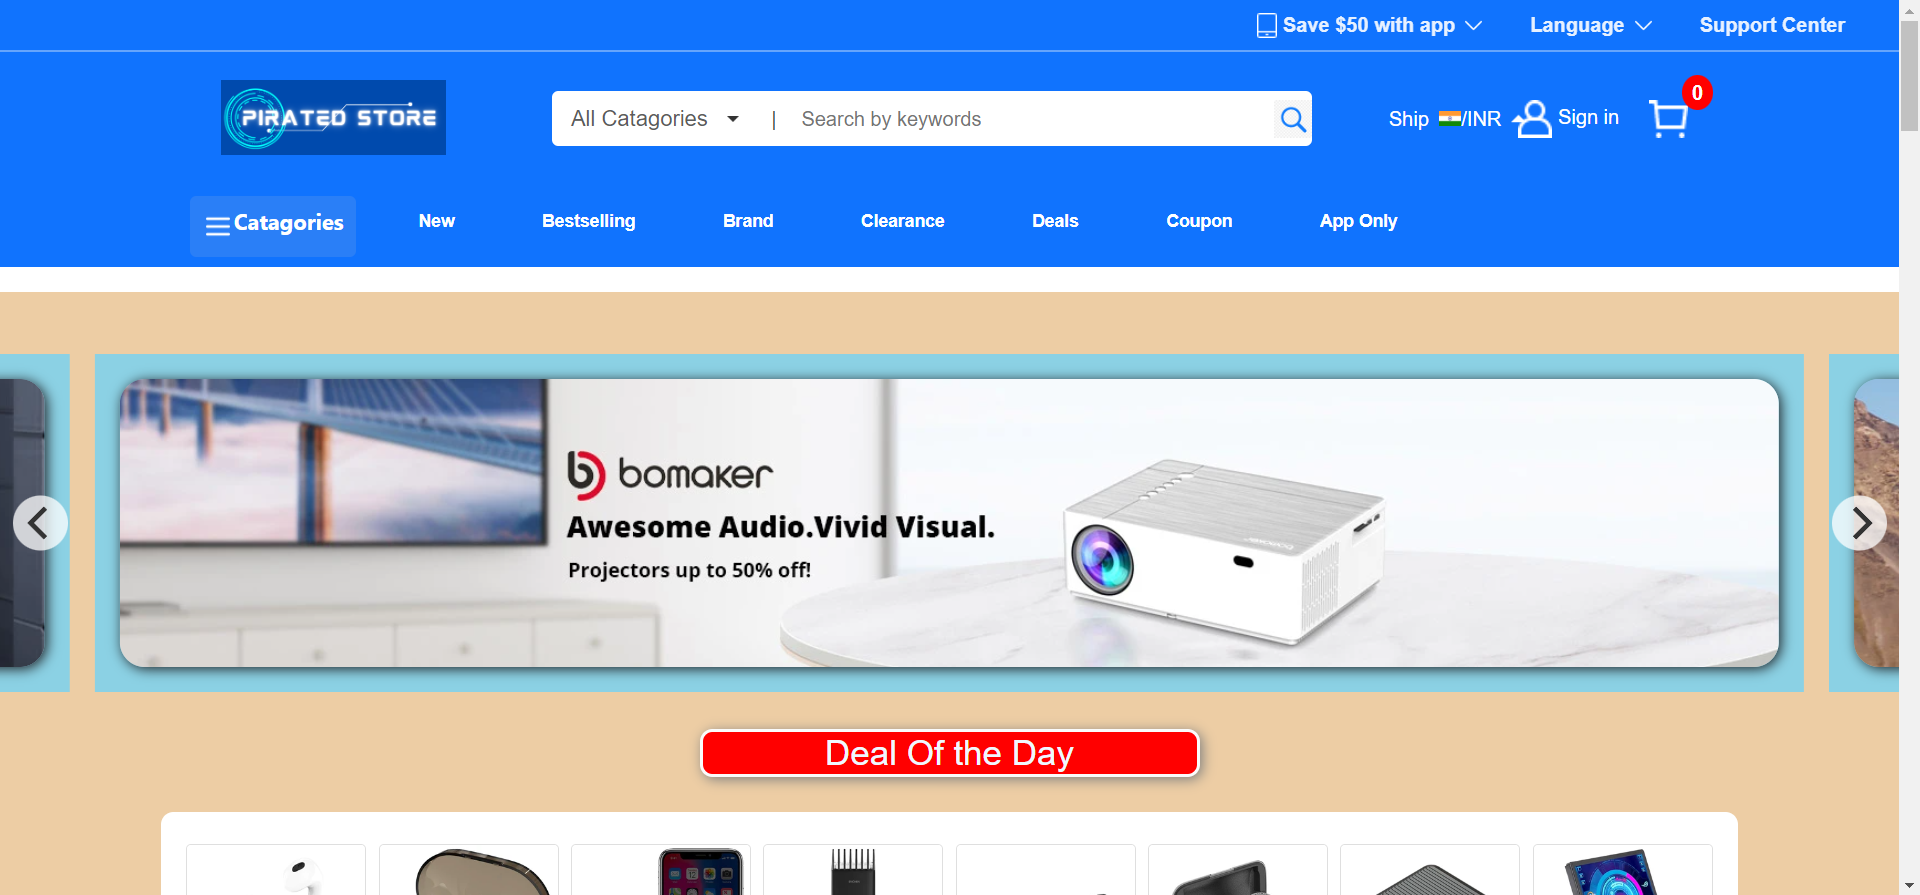 Save $50 with app
Language
Support Center
PIRATED STORE
All Catagories
|
Search by keywords
Ship /INR
Sign in
0
Catagories
New
Bestselling
Brand
Clearance
Deals
Coupon
App Only
bomaker
Awesome Audio.Vivid Visual.
Projectors up to 50% off!
Deal Of the Day